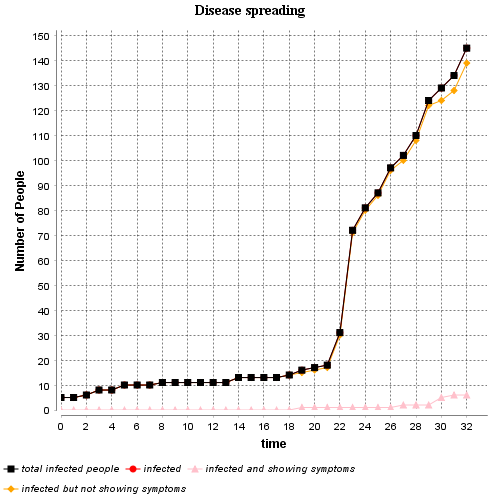 Disease spreading
Number of People
150
140
130
120
110
100
90
80
70
60
50
40
30
20
10
0
0 2 4 6 8 10 12 14 16 18 20 22 24 26 28 30 32
time
total infected people infected infected and showing symptoms
infected but not showing symptoms